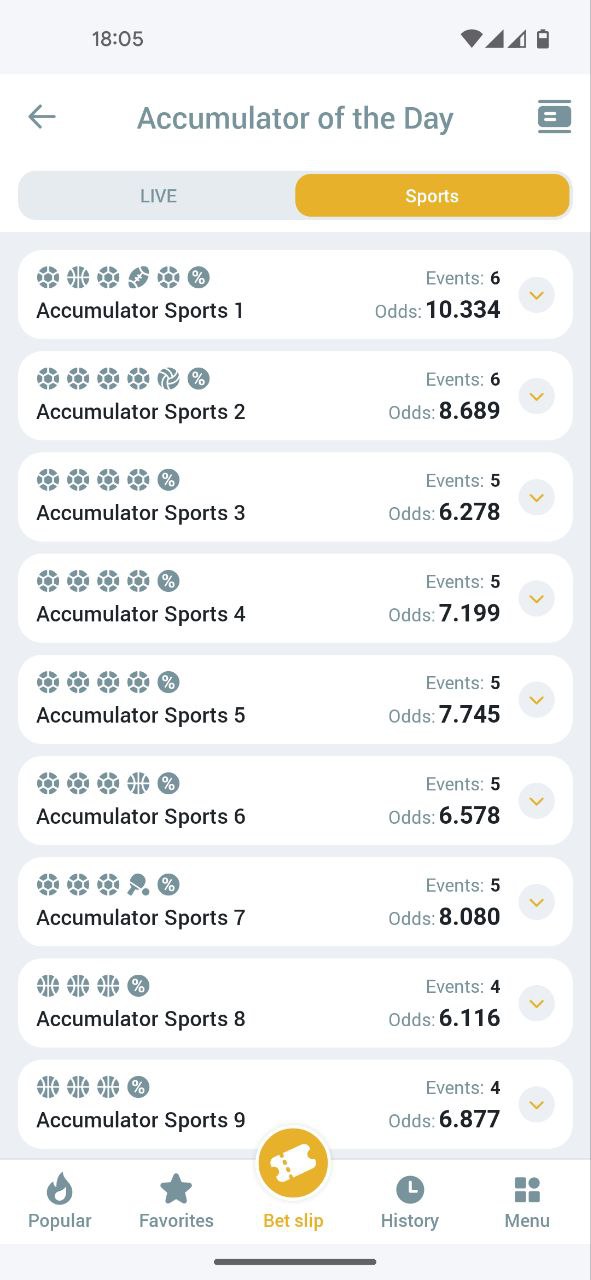 18:05
Accumulator of the Day
LIVE
Sports
% Events: 6
Accumulator Sports 1 Odds: 10.334
% Events: 6
Accumulator Sports 2 Odds: 8.689
% Events: 5
Accumulator Sports 3 Odds: 6.278
% Events: 5
Accumulator Sports 4 Odds: 7.199
% Events: 5
Accumulator Sports 5 Odds: 7.745
% Events: 5
Accumulator Sports 6 Odds: 6.578
% Events: 5
Accumulator Sports 7 Odds: 8.080
% Events: 4
Accumulator Sports 8 Odds: 6.116
% Events: 4
Accumulator Sports 9 Odds: 6.877
Popular Favorites Bet slip History Menu